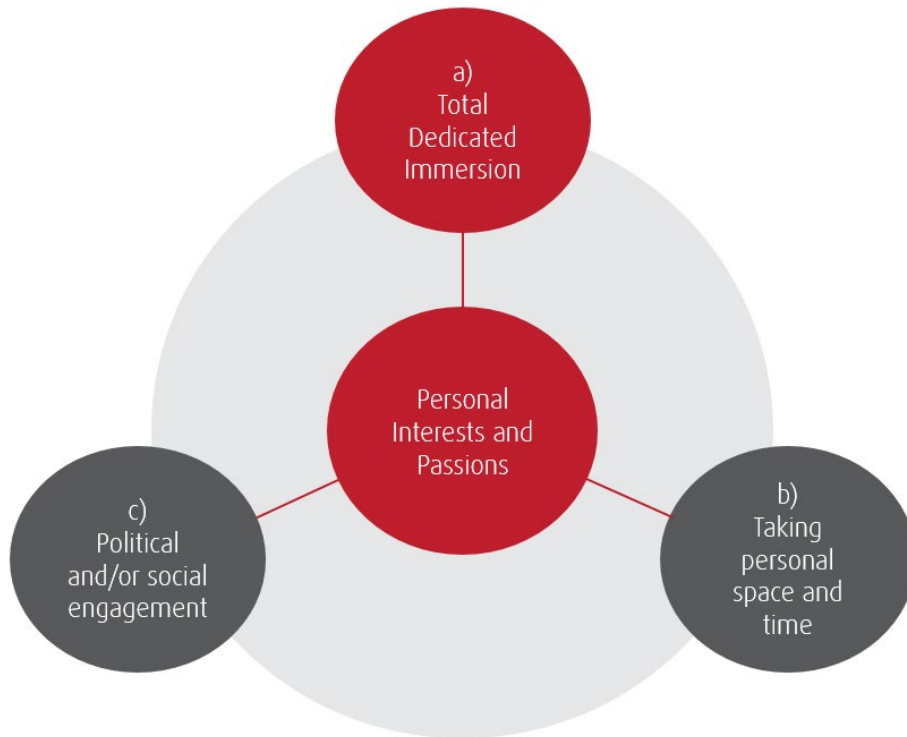 a)
Total
Dedicated
Immersion
Personal
Interests and
Passions
c)
Political
and/or social
engagement
b)
Taking
personal
space and
time